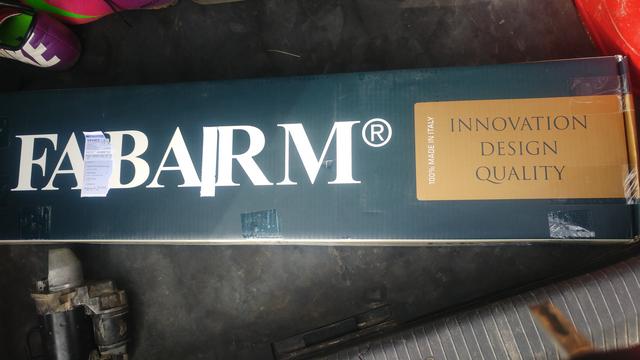 FABARM®
100% MADE IN ITALY
INNOVATION
DESIGN
QUALITY